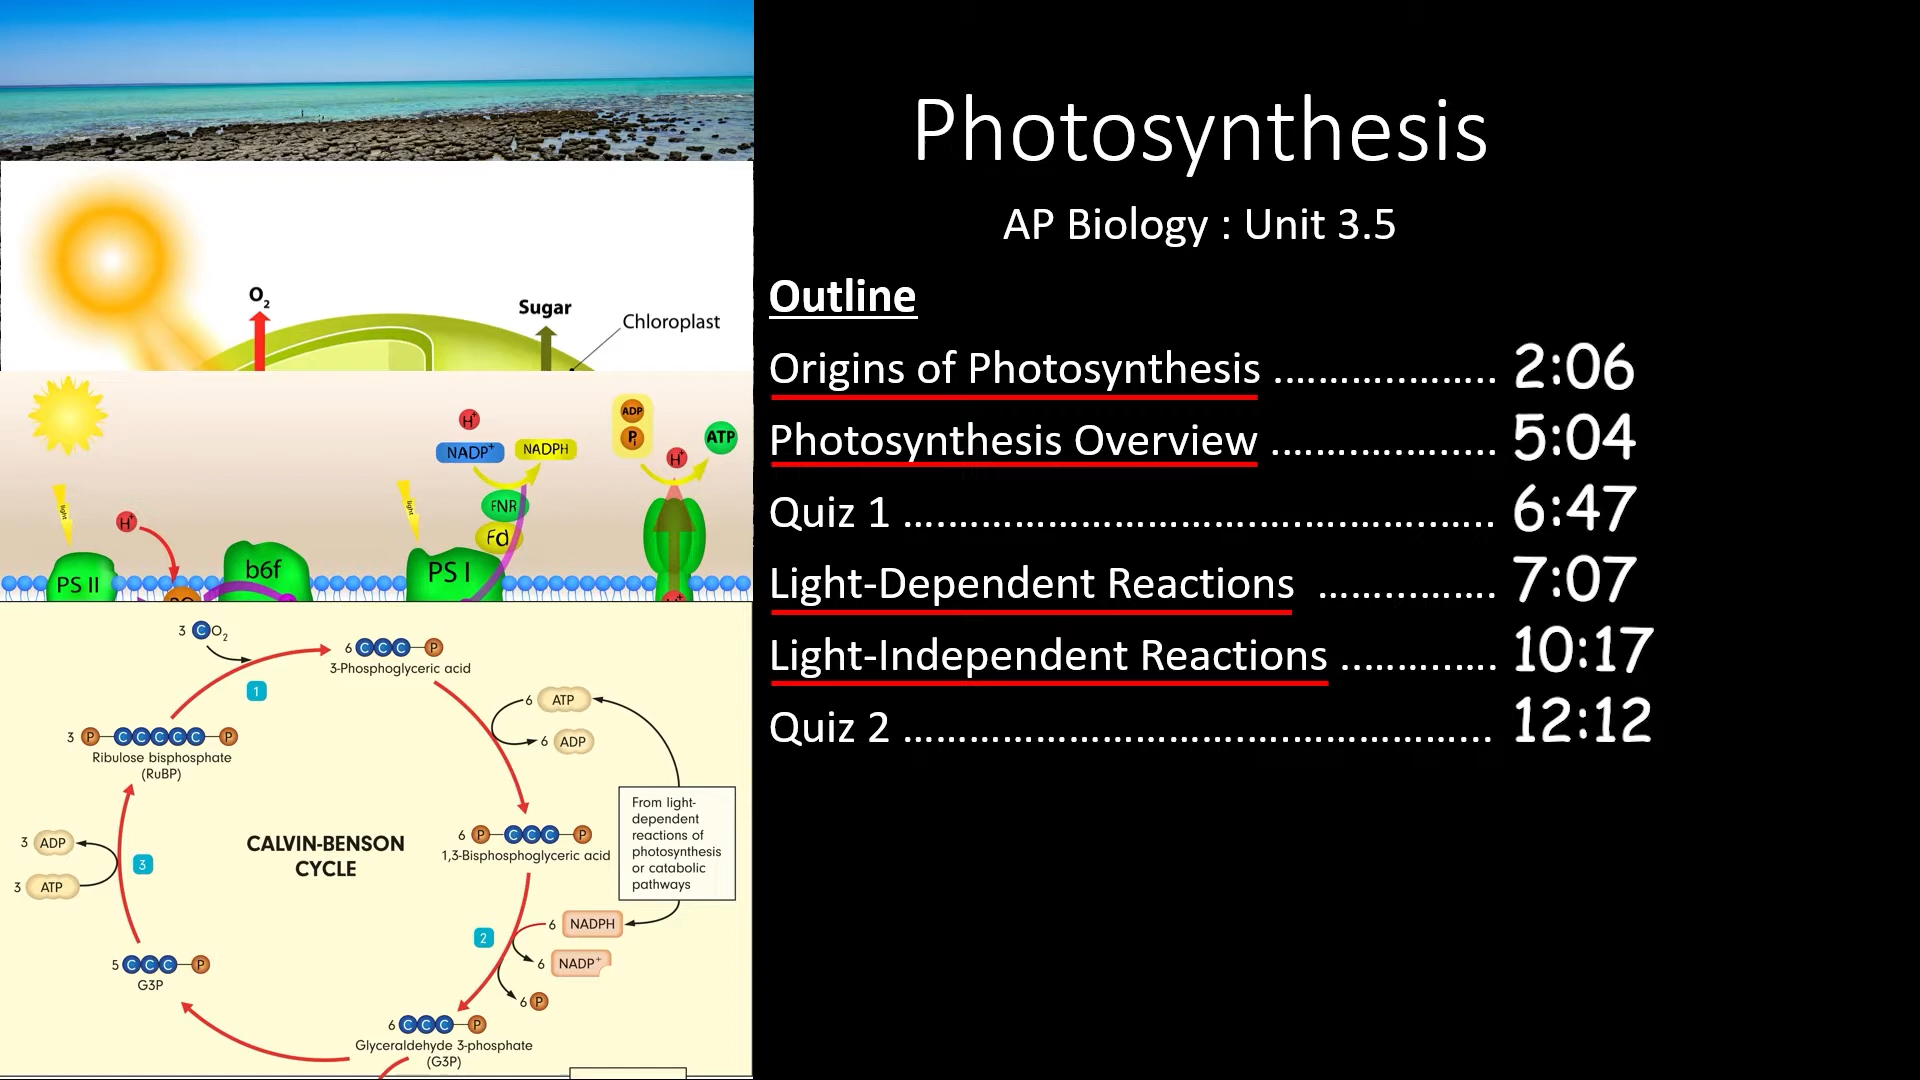 Photosynthesis
AP Biology : Unit 3.5
Outline
Origins of Photosynthesis .................... 2:06
Photosynthesis Overview .................... 5:04
Quiz 1 .................................................... 6:47
Light-Dependent Reactions ................ 7:07
Light-Independent Reactions .............. 10:17
Quiz 2 .................................................... 12:12
O2
Sugar
Chloroplast
light
H+
PS II
b6f
light
PS I
H+
NADP+
NADPH
FNR
Fd
ADP
Pi
H+
ATP
3 CO2
6 C C C P
3-Phosphoglyceric acid
1
6 ATP
6 ADP
3 P C C C C C P
Ribulose bisphosphate
(RuBP)
From light-
dependent
reactions of
photosynthesis
or catabolic
pathways
6 P C C C P
1,3-Bisphosphoglyceric acid
CALVIN-BENSON
CYCLE
3 ADP
3
3 ATP
6 NADPH
2
6 NADP+
6 P
5 C C C P
G3P
6 C C C P
Glyceraldehyde 3-phosphate
(G3P)